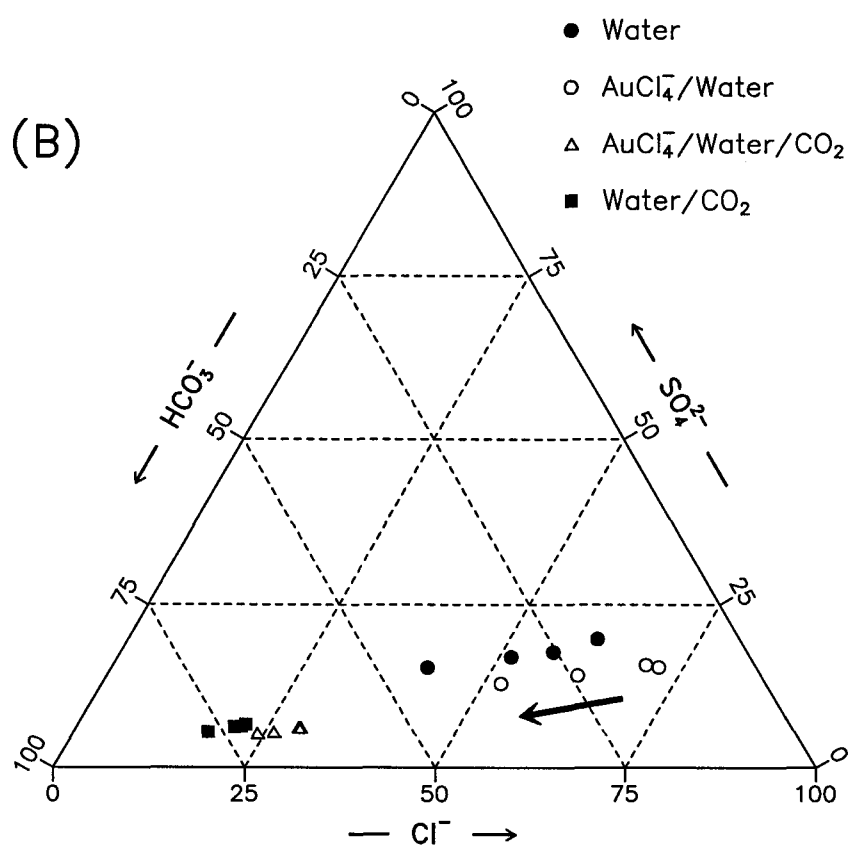 Water
AuCl₄⁻/Water
(B)
AuCl₄⁻/Water/CO₂
Water/CO₂
0 100
25 75
← HCO₃⁻ —
← SO₄²⁻ —
50 50
75 25
100 0
0 25 50 75 100
— Cl⁻ →